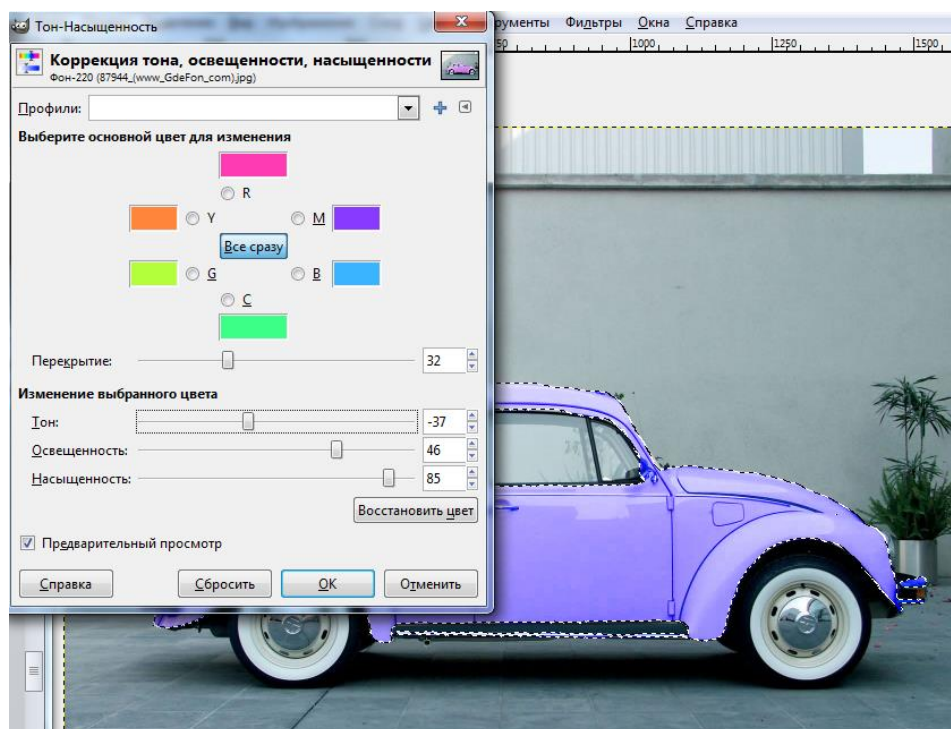 Тон-Насыщенность
рументы Фильтры Окна Справка
1000 1250 1500
Коррекция тона, освещенности, насыщенности
Фон-220 (87944_(www_GdeFon_com).jpg)
Профили:
Выберите основной цвет для изменения
R
Y M
Все сразу
G B
C
Перекрытие: 32
Изменение выбранного цвета
Тон: -37
Освещенность: 46
Насыщенность: 85
Восстановить цвет
Предварительный просмотр
Справка Сбросить OK Отменить